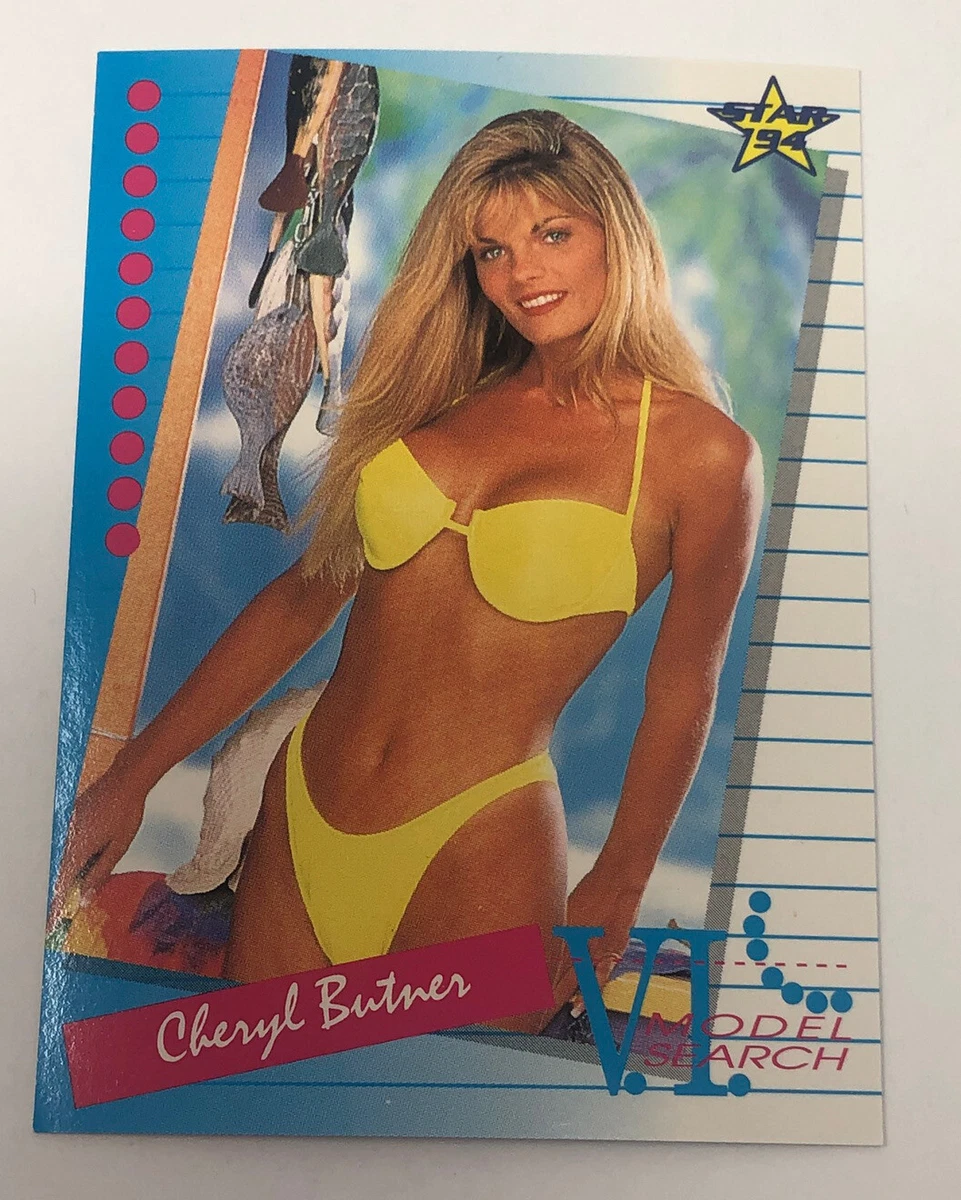 STAR
94
Cheryl Butner
V.I.
MODEL
SEARCH